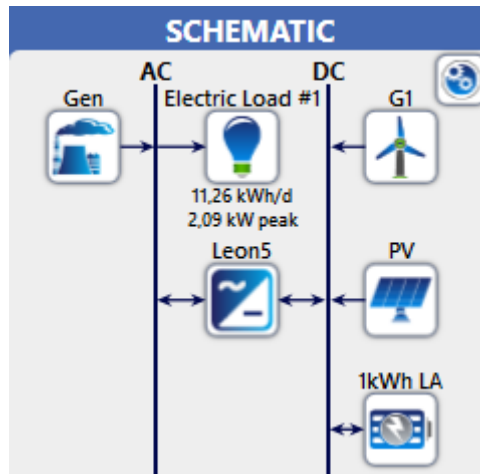 SCHEMATIC
AC DC
Gen Electric Load #1 G1
11,26 kWh/d
2,09 kW peak
Leon5 PV
1kWh LA